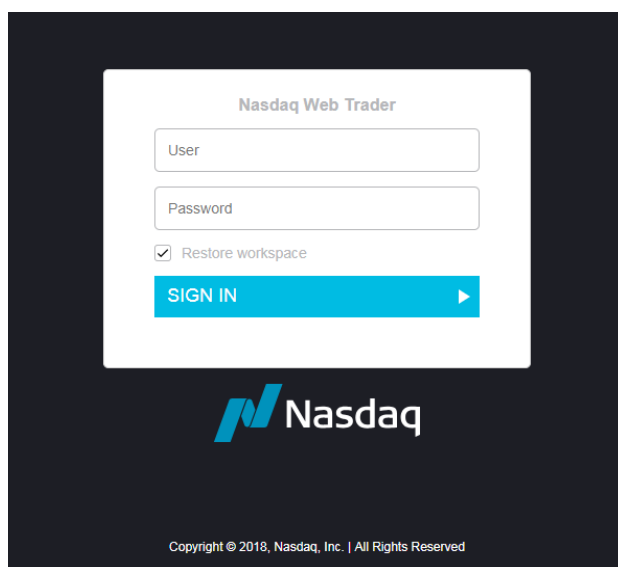 Nasdaq Web Trader
User
Password
Restore workspace
SIGN IN
Nasdaq
Copyright © 2018, Nasdaq, Inc. | All Rights Reserved